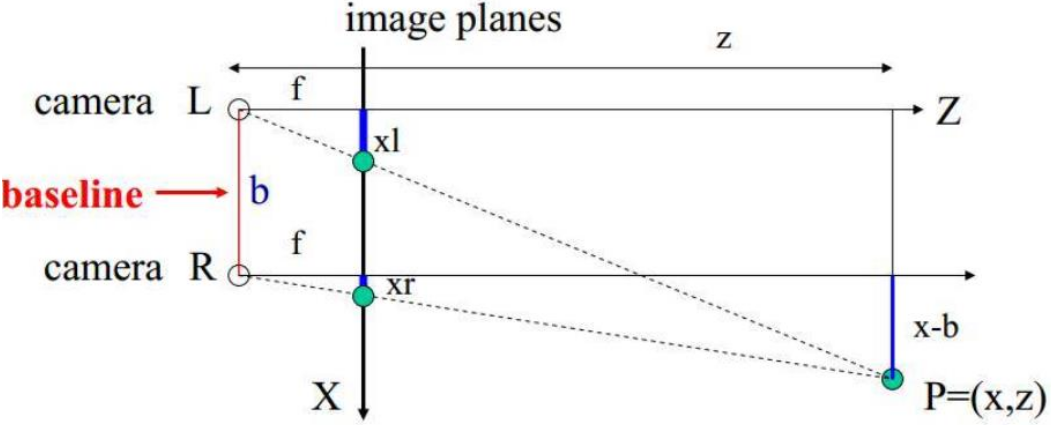 image planes
z
f
camera L
Z
xl
baseline
b
f
camera R
xr
x-b
X
P=(x,z)